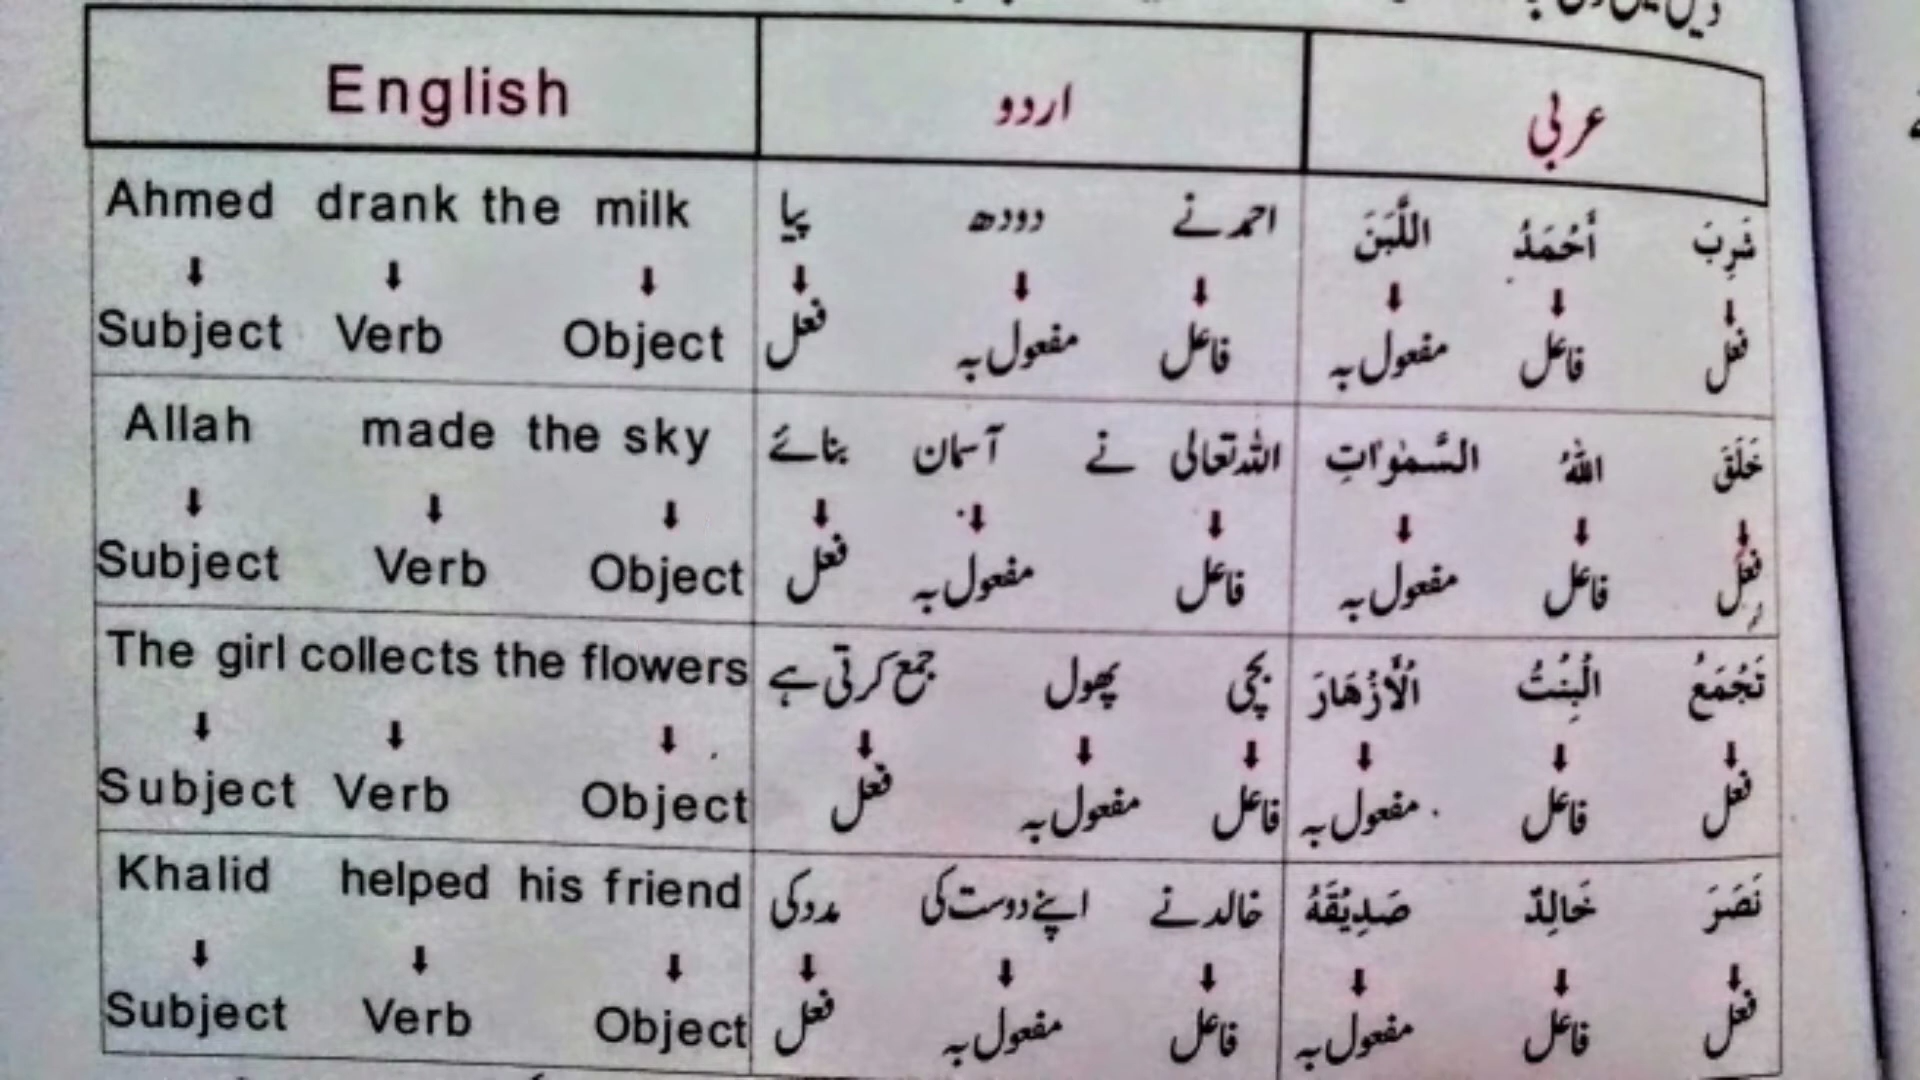 English اردو عربی
Ahmed drank the milk
احمد نے دودھ پیا
شَرِبَ أَحْمَدُ اللَّبَنَ
Subject Verb Object
فاعل مفعول بہ فعل
فعل فاعل مفعول بہ
Allah made the sky
اللہ تعالی نے آسمان بنائے
خَلَقَ اللهُ السَّمٰوٰاتِ
Subject Verb Object
فاعل مفعول بہ فعل
فعل فاعل مفعول بہ
The girl collects the flowers
بچی پھول جمع کرتی ہے
تَجْمَعُ الْبِنْتُ الْأَزْهَارَ
Subject Verb Object
فاعل مفعول بہ فعل
فعل فاعل مفعول بہ
Khalid helped his friend
خالد نے اپنے دوست کی مدد کی
نَصَرَ خَالِدٌ صَدِيْقَهُ
Subject Verb Object
فاعل مفعول بہ فعل
فعل فاعل مفعول بہ